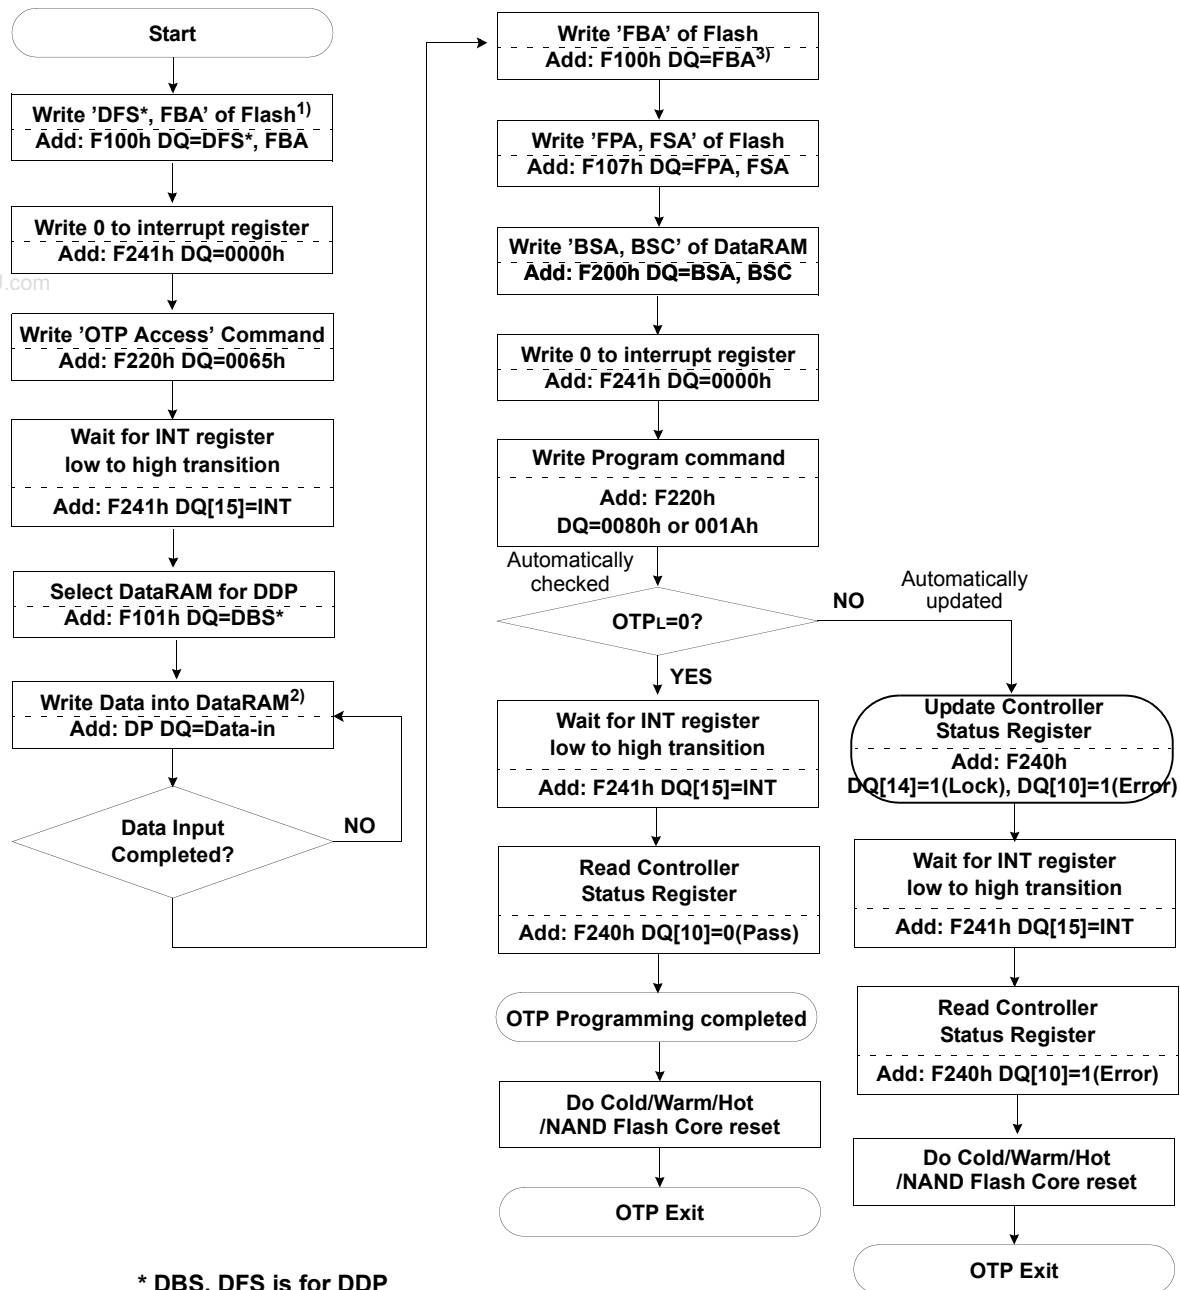 Start
Write ’DFS*, FBA’ of Flash1)
Add: F100h DQ=DFS*, FBA
Write 0 to interrupt register
Add: F241h DQ=0000h
J.com
Write ’OTP Access’ Command
Add: F220h DQ=0065h
Wait for INT register
low to high transition
Add: F241h DQ[15]=INT
Select DataRAM for DDP
Add: F101h DQ=DBS*
Write Data into DataRAM2)
Add: DP DQ=Data-in
Data Input
Completed?
NO
Write ’FBA’ of Flash
Add: F100h DQ=FBA3)
Write ’FPA, FSA’ of Flash
Add: F107h DQ=FPA, FSA
Write ’BSA, BSC’ of DataRAM
Add: F200h DQ=BSA, BSC
Write 0 to interrupt register
Add: F241h DQ=0000h
Write Program command
Add: F220h
DQ=0080h or 001Ah
Automatically
checked
OTPL=0?
NO
Automatically
updated
YES
Wait for INT register
low to high transition
Add: F241h DQ[15]=INT
Read Controller
Status Register
Add: F240h DQ[10]=0(Pass)
OTP Programming completed
Do Cold/Warm/Hot
/NAND Flash Core reset
OTP Exit
Update Controller
Status Register
Add: F240h
DQ[14]=1(Lock), DQ[10]=1(Error)
Wait for INT register
low to high transition
Add: F241h DQ[15]=INT
Read Controller
Status Register
Add: F240h DQ[10]=1(Error)
Do Cold/Warm/Hot
/NAND Flash Core reset
OTP Exit
* DBS, DFS is for DDP